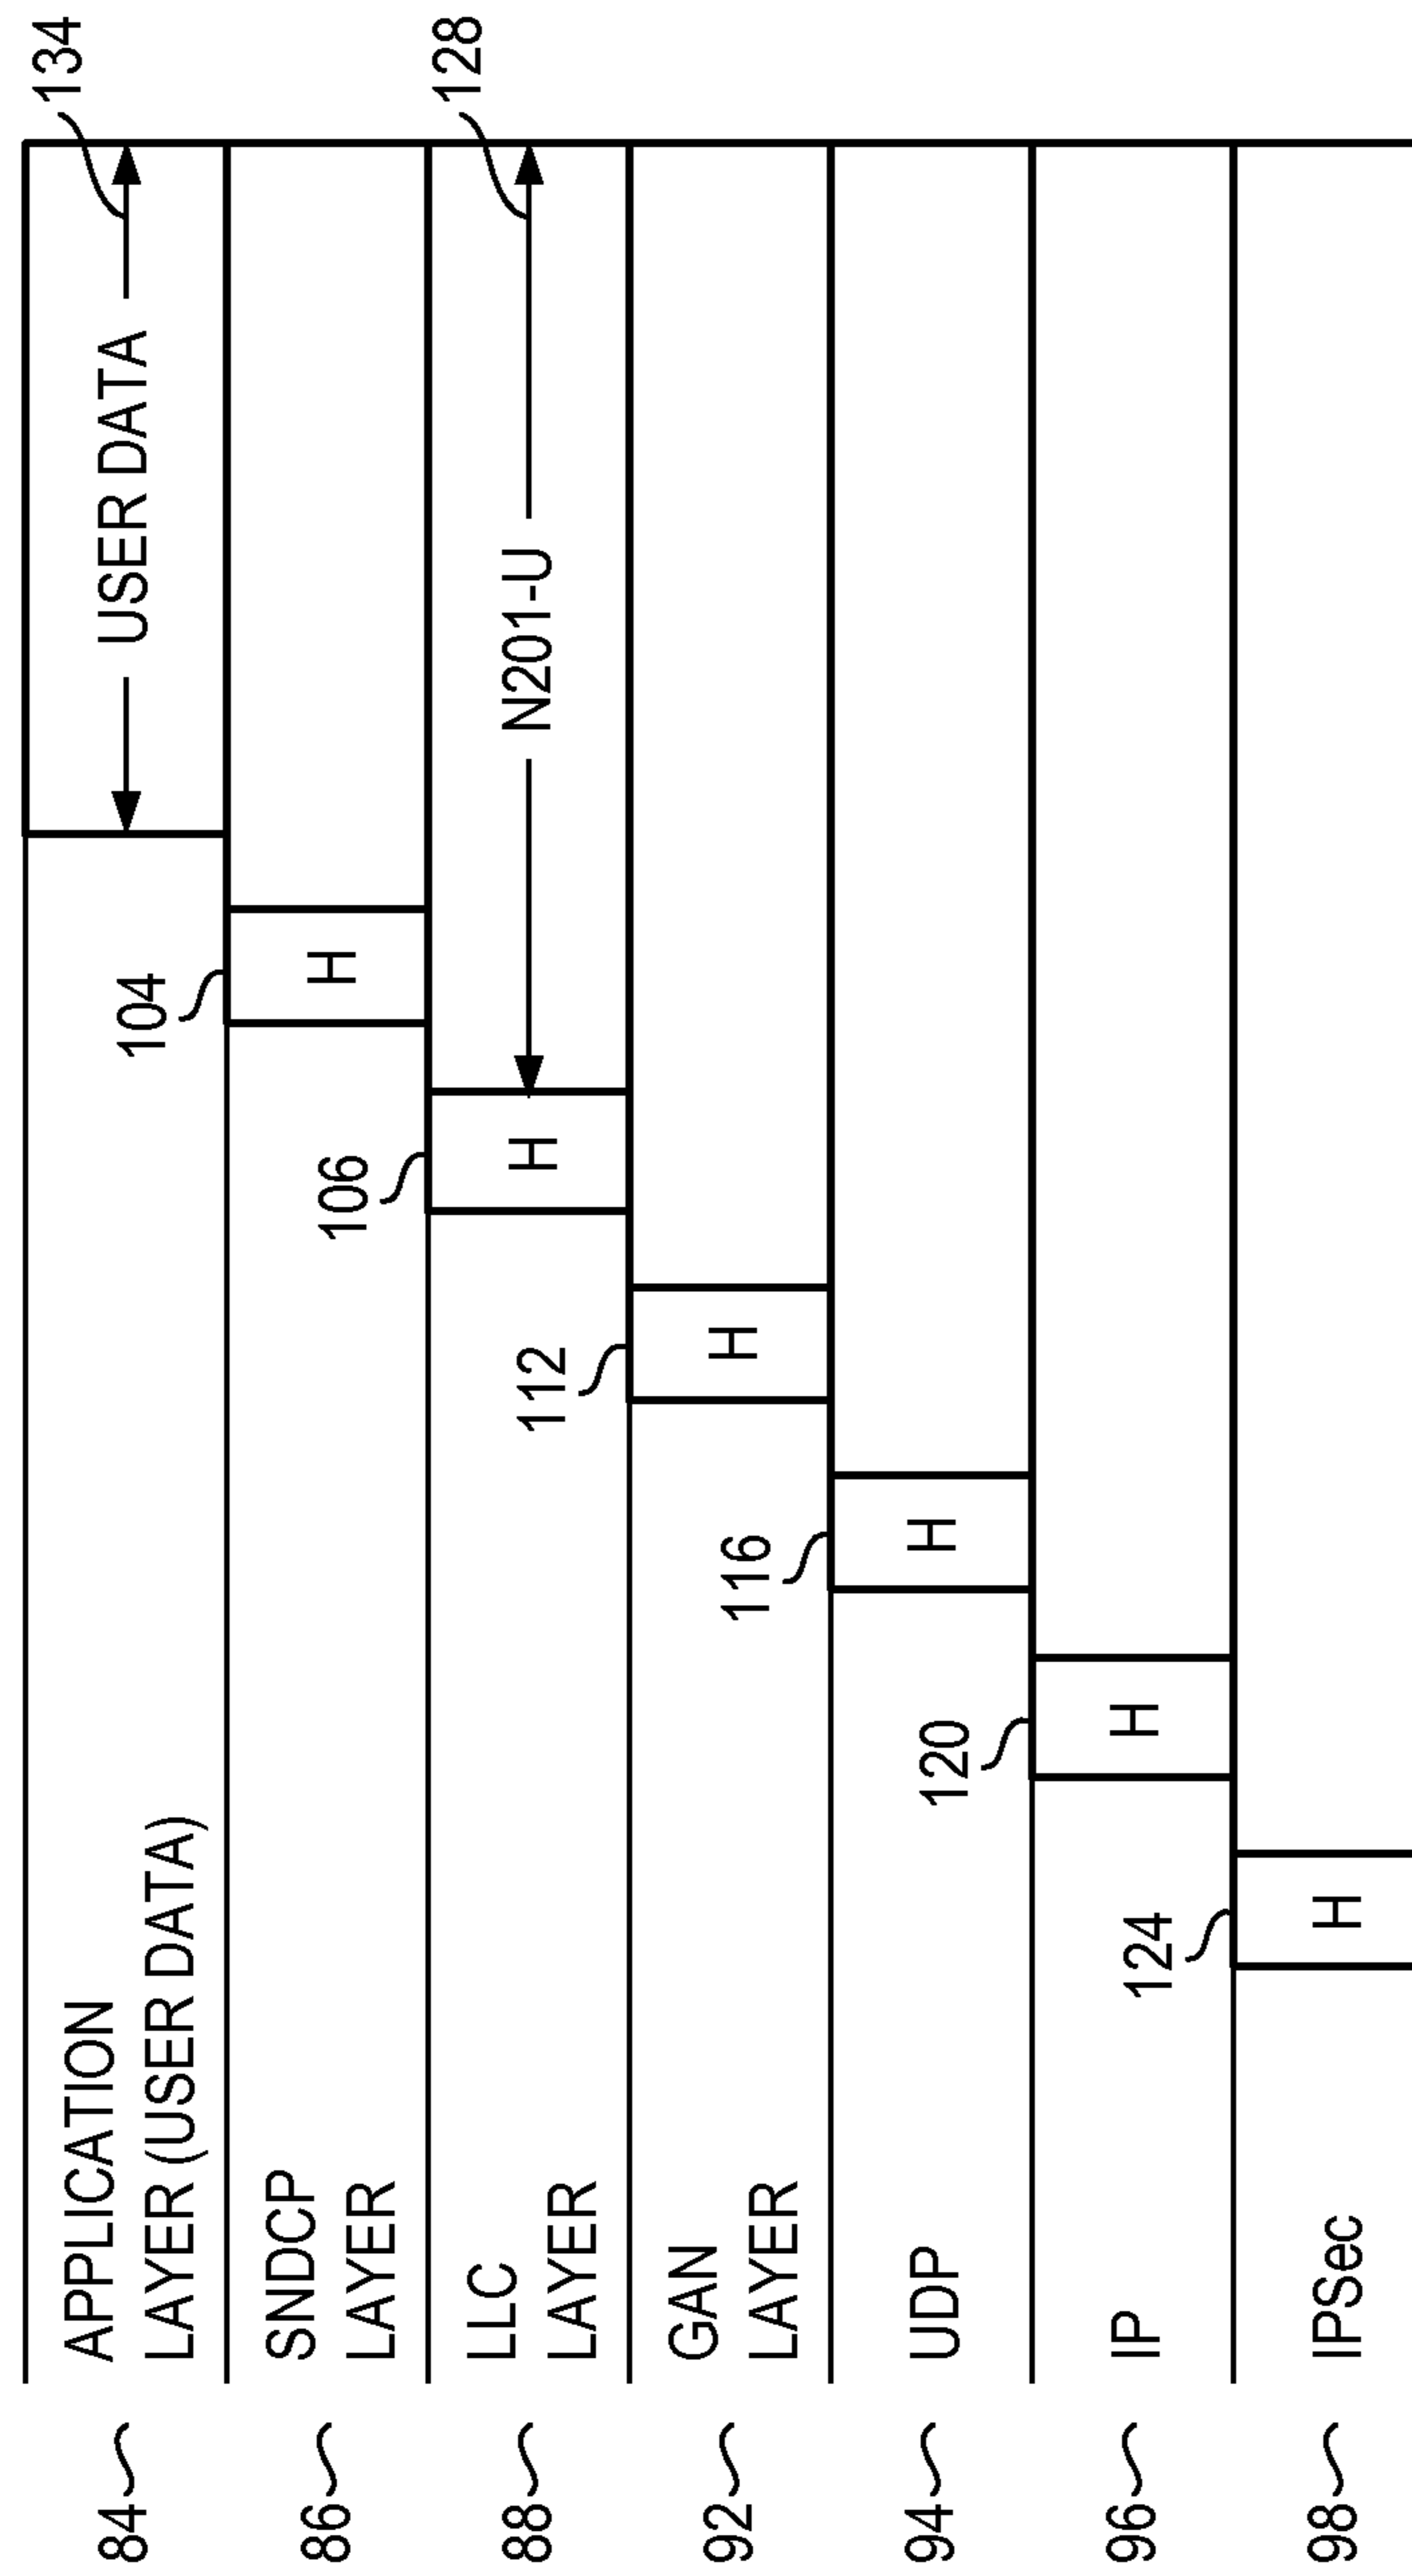 134
84
APPLICATION
LAYER (USER DATA)
USER DATA
104
128
86
SNDCP
LAYER
H
106
88
LLC
LAYER
H
N201-U
112
92
GAN
LAYER
H
116
94
UDP
H
120
96
IP
H
124
98
IPSec
H